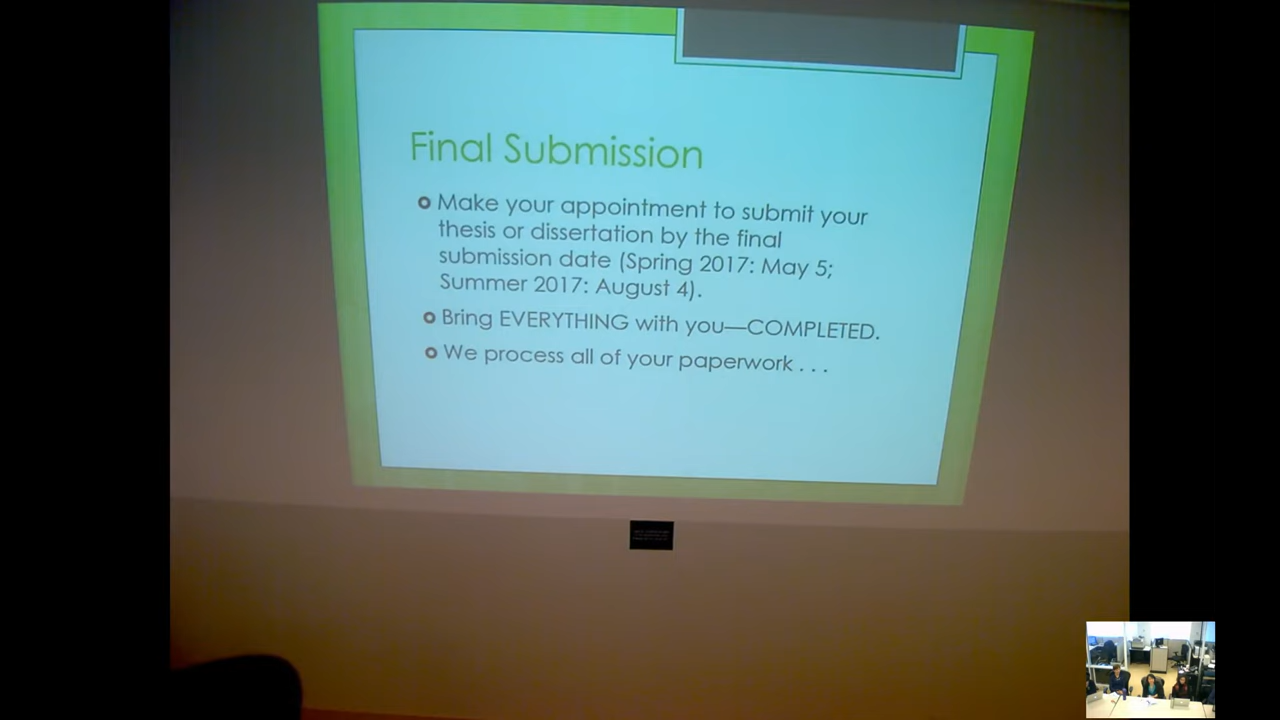 Final Submission
Make your appointment to submit your
thesis or dissertation by the final
submission date (Spring 2017: May 5;
Summer 2017: August 4).
Bring EVERYTHING with you—COMPLETED.
We process all of your paperwork . . .